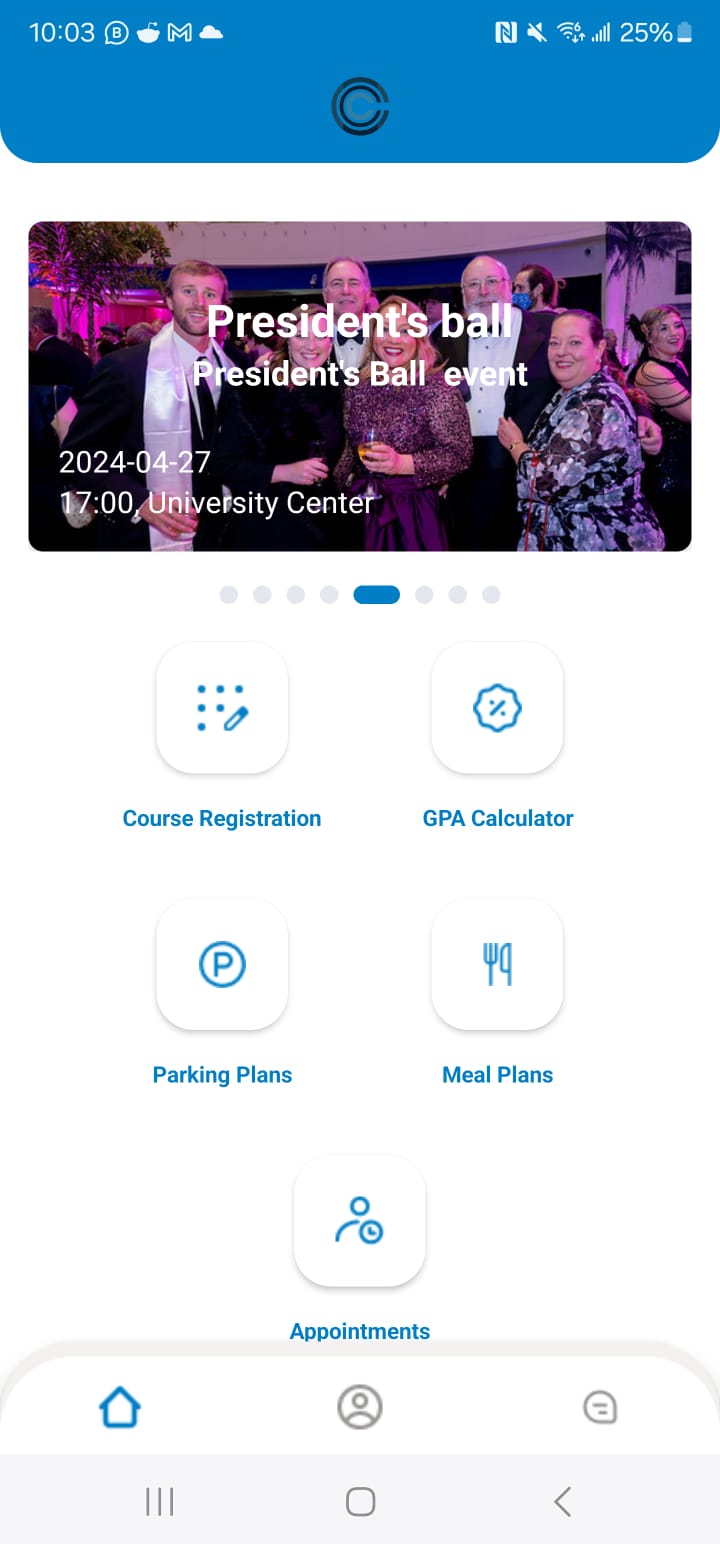 10:03
25%
President's ball
President's Ball  event
2024-04-27
17:00, University Center
Course Registration
GPA Calculator
Parking Plans
Meal Plans
Appointments